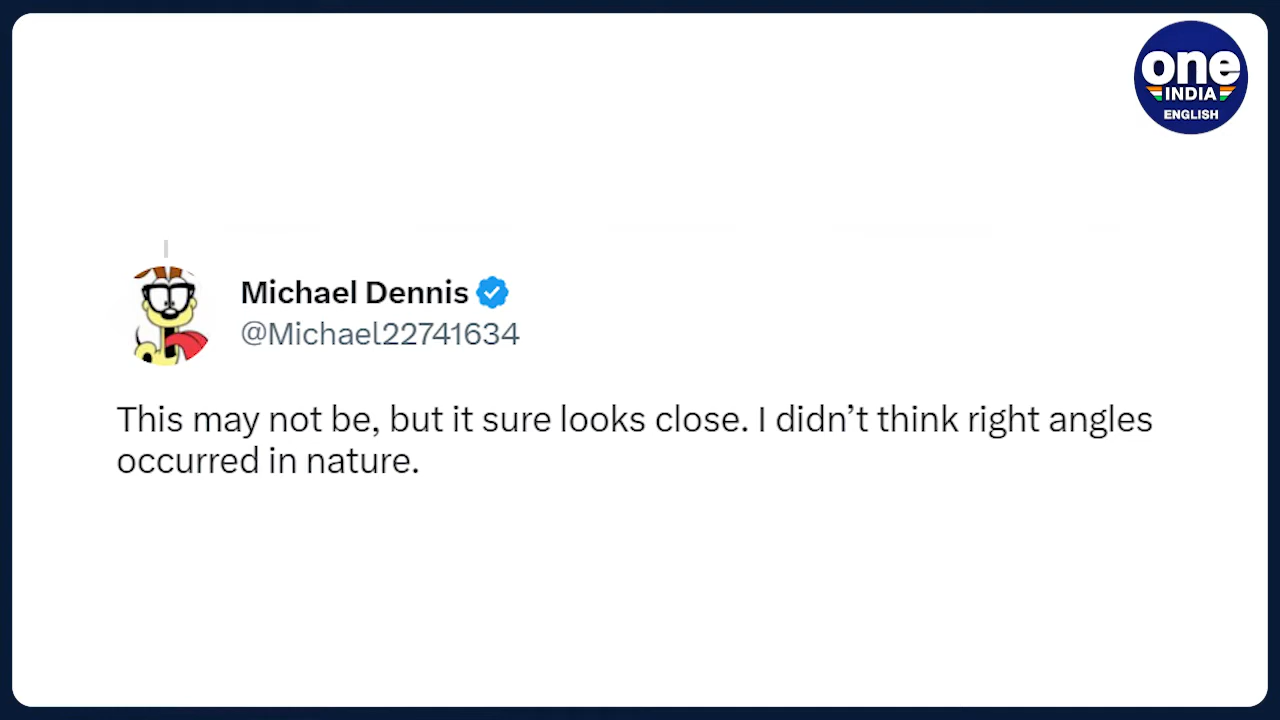 one
INDIA
ENGLISH
Michael Dennis
@Michael22741634
This may not be, but it sure looks close. I didn’t think right angles
occurred in nature.